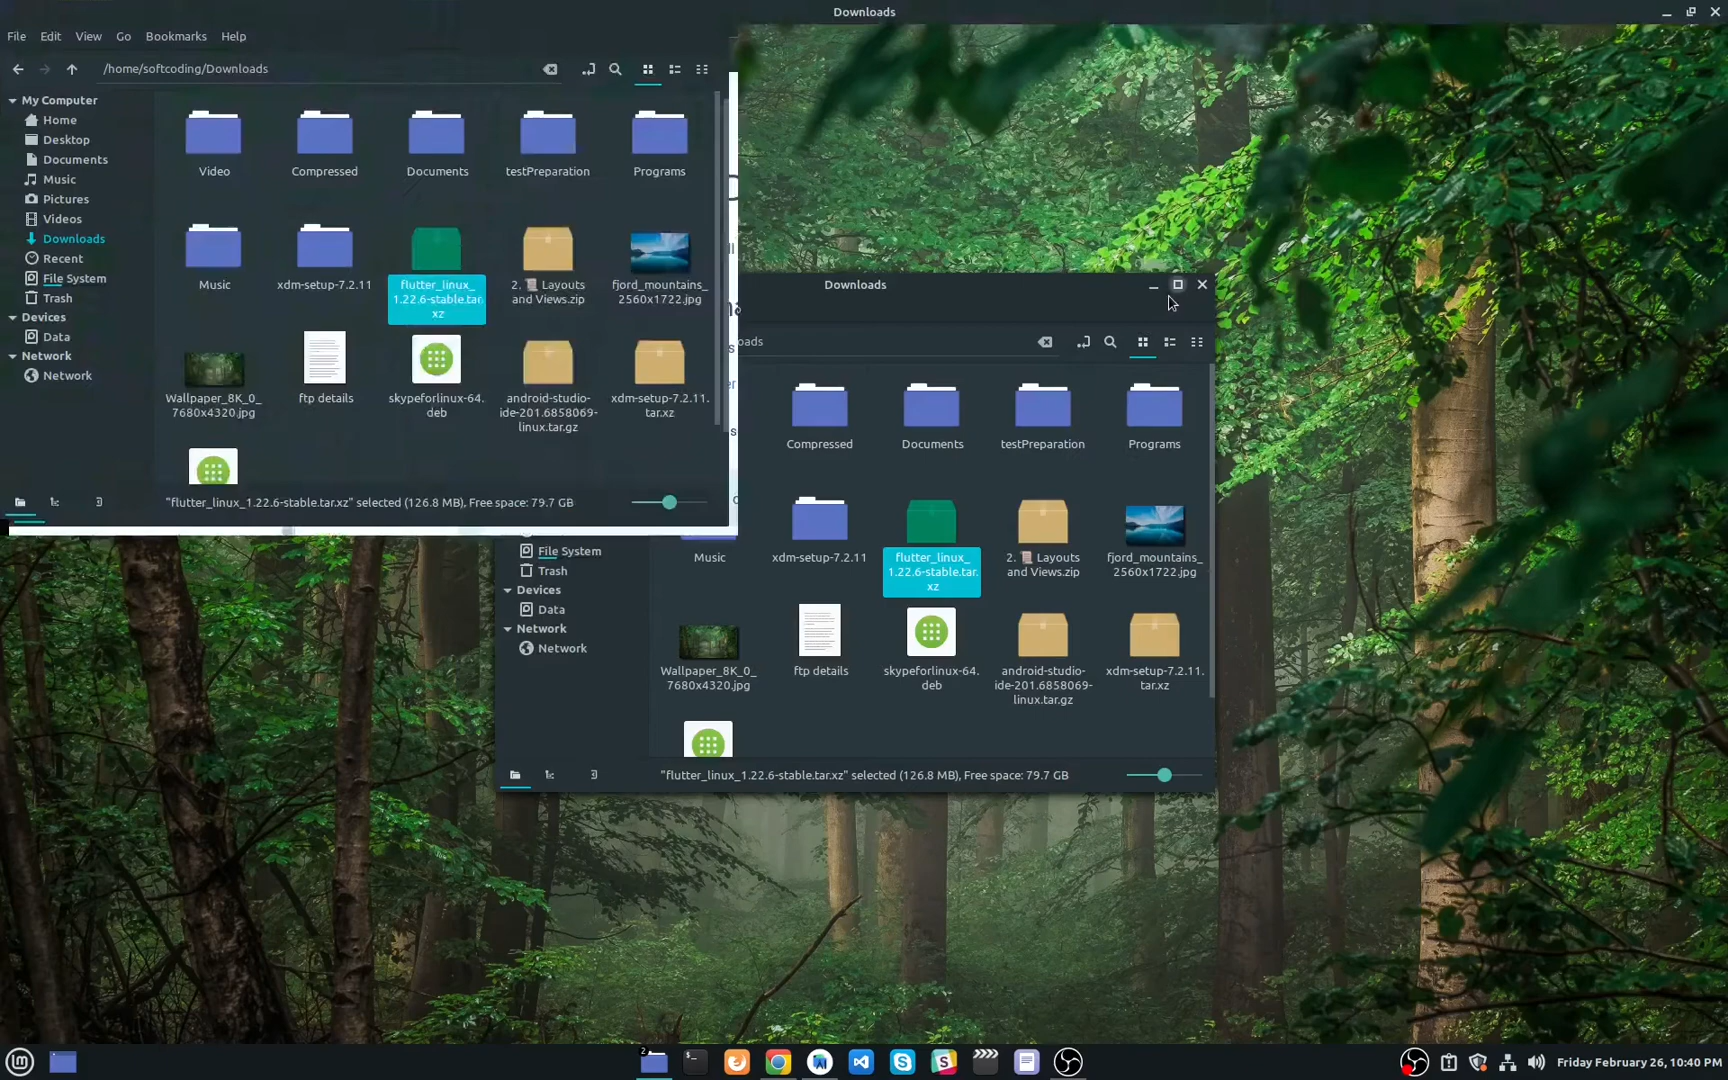 Downloads
File Edit View Go Bookmarks Help
/home/softcoding/Downloads
My Computer
Home
Desktop
Documents
Music
Pictures
Videos
Downloads
Recent
File System
Trash
Devices
Data
Network
Network
Video Compressed Documents testPreparation Programs
Music xdm-setup-7.2.11 flutter_linux_ 2. 📜 Layouts fjord_mountains_
1.22.6-stable.tar. and Views.zip 2560x1722.jpg
xz
Wallpaper_8K_0_ ftp details skypeforlinux-64. android-studio- xdm-setup-7.2.11.
7680x4320.jpg deb ide-201.6858069- tar.xz
linux.tar.gz
"flutter_linux_1.22.6-stable.tar.xz" selected (126.8 MB), Free space: 79.7 GB
Downloads
oads
Compressed Documents testPreparation Programs
Music xdm-setup-7.2.11 flutter_linux_ 2. 📜 Layouts fjord_mountains_
1.22.6-stable.tar. and Views.zip 2560x1722.jpg
xz
File System
Trash
Devices
Data
Network
Network
Wallpaper_8K_0_ ftp details skypeforlinux-64. android-studio- xdm-setup-7.2.11.
7680x4320.jpg deb ide-201.6858069- tar.xz
linux.tar.gz
"flutter_linux_1.22.6-stable.tar.xz" selected (126.8 MB), Free space: 79.7 GB
2
Friday February 26, 10:40 PM